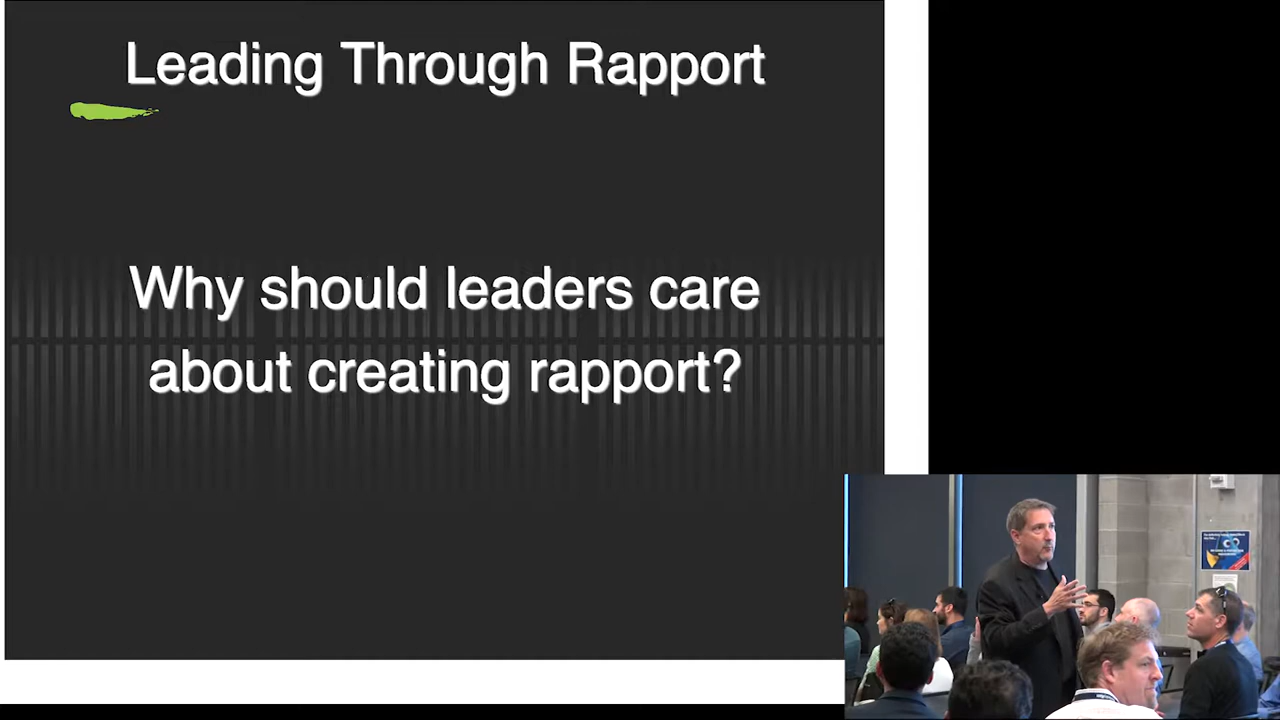 Leading Through Rapport
Why should leaders care
about creating rapport?